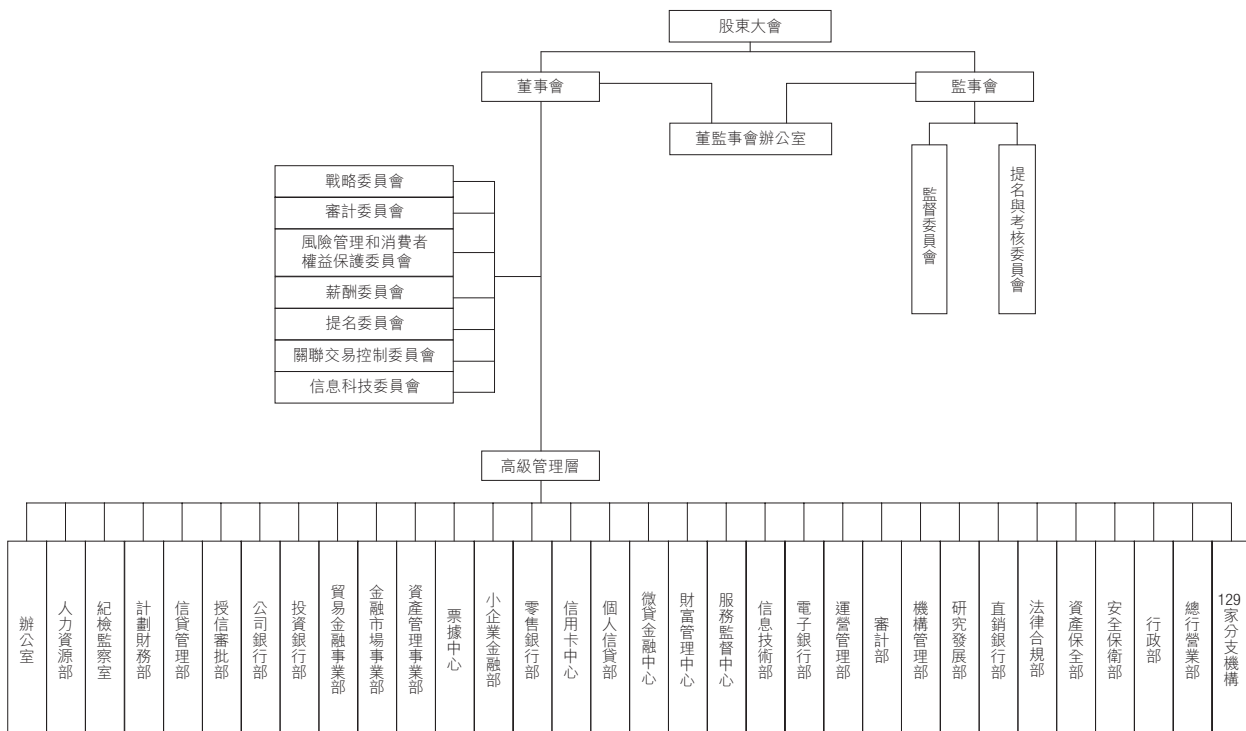 股東大會
董事會
監事會
董監事會辦公室
監督委員會
提名與考核委員會
戰略委員會
審計委員會
風險管理和消費者
權益保護委員會
薪酬委員會
提名委員會
關聯交易控制委員會
信息科技委員會
高級管理層
辦公室
人力資源部
紀檢監察室
計劃財務部
信貸管理部
授信審批部
公司銀行部
投資銀行部
貿易金融事業部
金融市場事業部
資產管理事業部
票據中心
小企業金融部
零售銀行部
信用卡中心
個人信貸部
微貸金融中心
財富管理中心
服務監督中心
信息技術部
電子銀行部
運營管理部
審計部
機構管理部
研究發展部
直銷銀行部
法律合規部
資產保全部
安全保衛部
行政部
總行營業部
129家分支機構